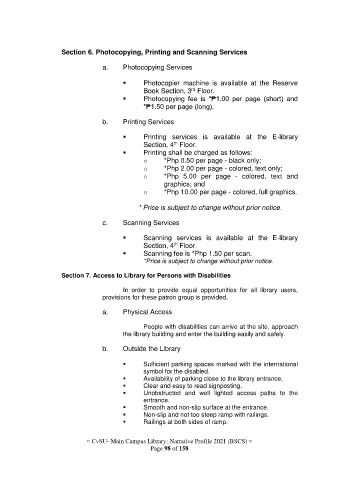 Section 6. Photocopying, Printing and Scanning Services
a. Photocopying Services
▪ Photocopier machine is available at the Reserve
Book Section, 3rd Floor.
▪ Photocopying fee is *₱1.00 per page (short) and
*₱1.50 per page (long).
b. Printing Services
▪ Printing services is available at the E-library
Section, 4th Floor.
▪ Printing shall be charged as follows:
o *Php 0.50 per page - black only;
o *Php 2.00 per page - colored, text only;
o *Php 5.00 per page - colored, text and
graphics; and
o *Php 10.00 per page - colored, full graphics.
* Price is subject to change without prior notice.
c. Scanning Services
▪ Scanning services is available at the E-library
Section, 4th Floor.
▪ Scanning fee is *Php 1.50 per scan.
*Price is subject to change without prior notice.
Section 7. Access to Library for Persons with Disabilities
In order to provide equal opportunities for all library users,
provisions for these patron group is provided.
a. Physical Access
People with disabilities can arrive at the site, approach
the library building and enter the building easily and safely.
b. Outside the Library
▪ Sufficient parking spaces marked with the international
symbol for the disabled.
▪ Availability of parking close to the library entrance.
▪ Clear and easy to read signposting.
▪ Unobstructed and well lighted access paths to the
entrance.
▪ Smooth and non-slip surface at the entrance.
▪ Non-slip and not too steep ramp with railings.
▪ Railings at both sides of ramp.
≈ CvSU- Main Campus Library: Narrative Profile 2021 (BSCS) ≈
Page 98 of 158